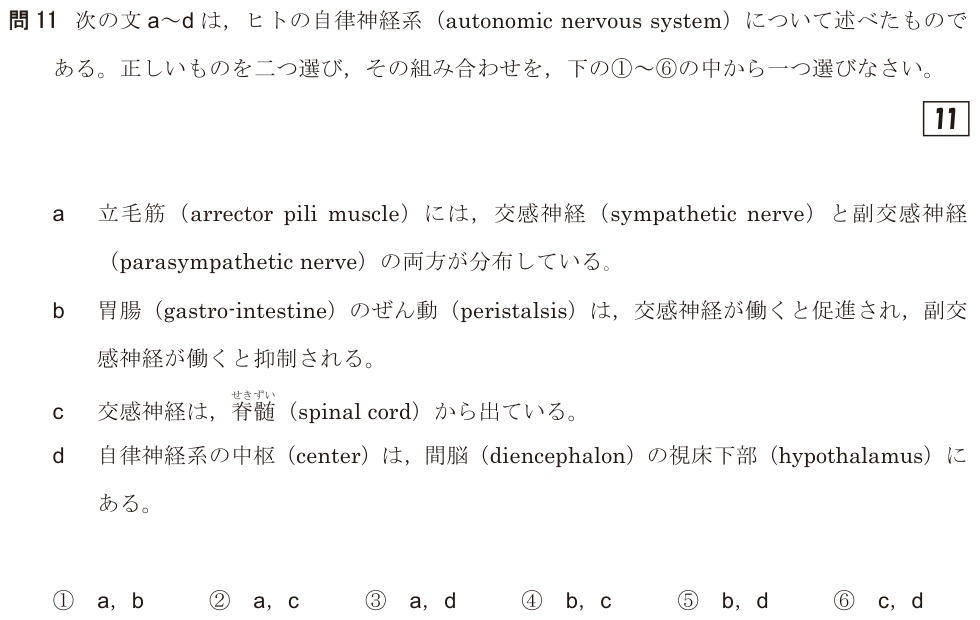 問11 次の文a～dは，ヒトの自律神経系（autonomic nervous system）について述べたもので
ある。正しいものを二つ選び，その組み合わせを，下の①～⑥の中から一つ選びなさい。
11
a 立毛筋（arrector pili muscle）には，交感神経（sympathetic nerve）と副交感神経
（parasympathetic nerve）の両方が分布している。
b 胃腸（gastro-intestine）のぜん動（peristalsis）は，交感神経が働くと促進され，副交
感神経が働くと抑制される。
せきずい
c 交感神経は，脊髄（spinal cord）から出ている。
d 自律神経系の中枢（center）は，間脳（diencephalon）の視床下部（hypothalamus）に
ある。
① a，b ② a，c ③ a，d ④ b，c ⑤ b，d ⑥ c，d